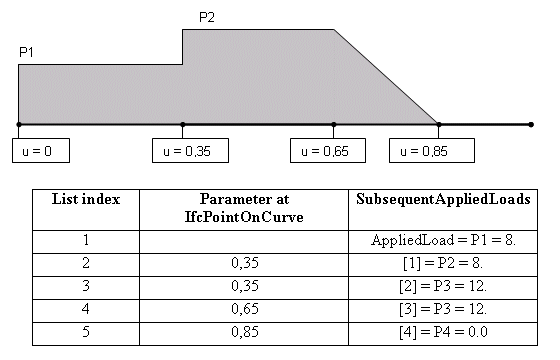 P2
P1
u = 0
u = 0,35
u = 0,65
u = 0,85
List index Parameter at IfcPointOnCurve SubsequentAppliedLoads
1 AppliedLoad = P1 = 8.
2 0,35 [1] = P2 = 8.
3 0,35 [2] = P3 = 12.
4 0,65 [3] = P3 = 12.
5 0,85 [4] = P4 = 0.0